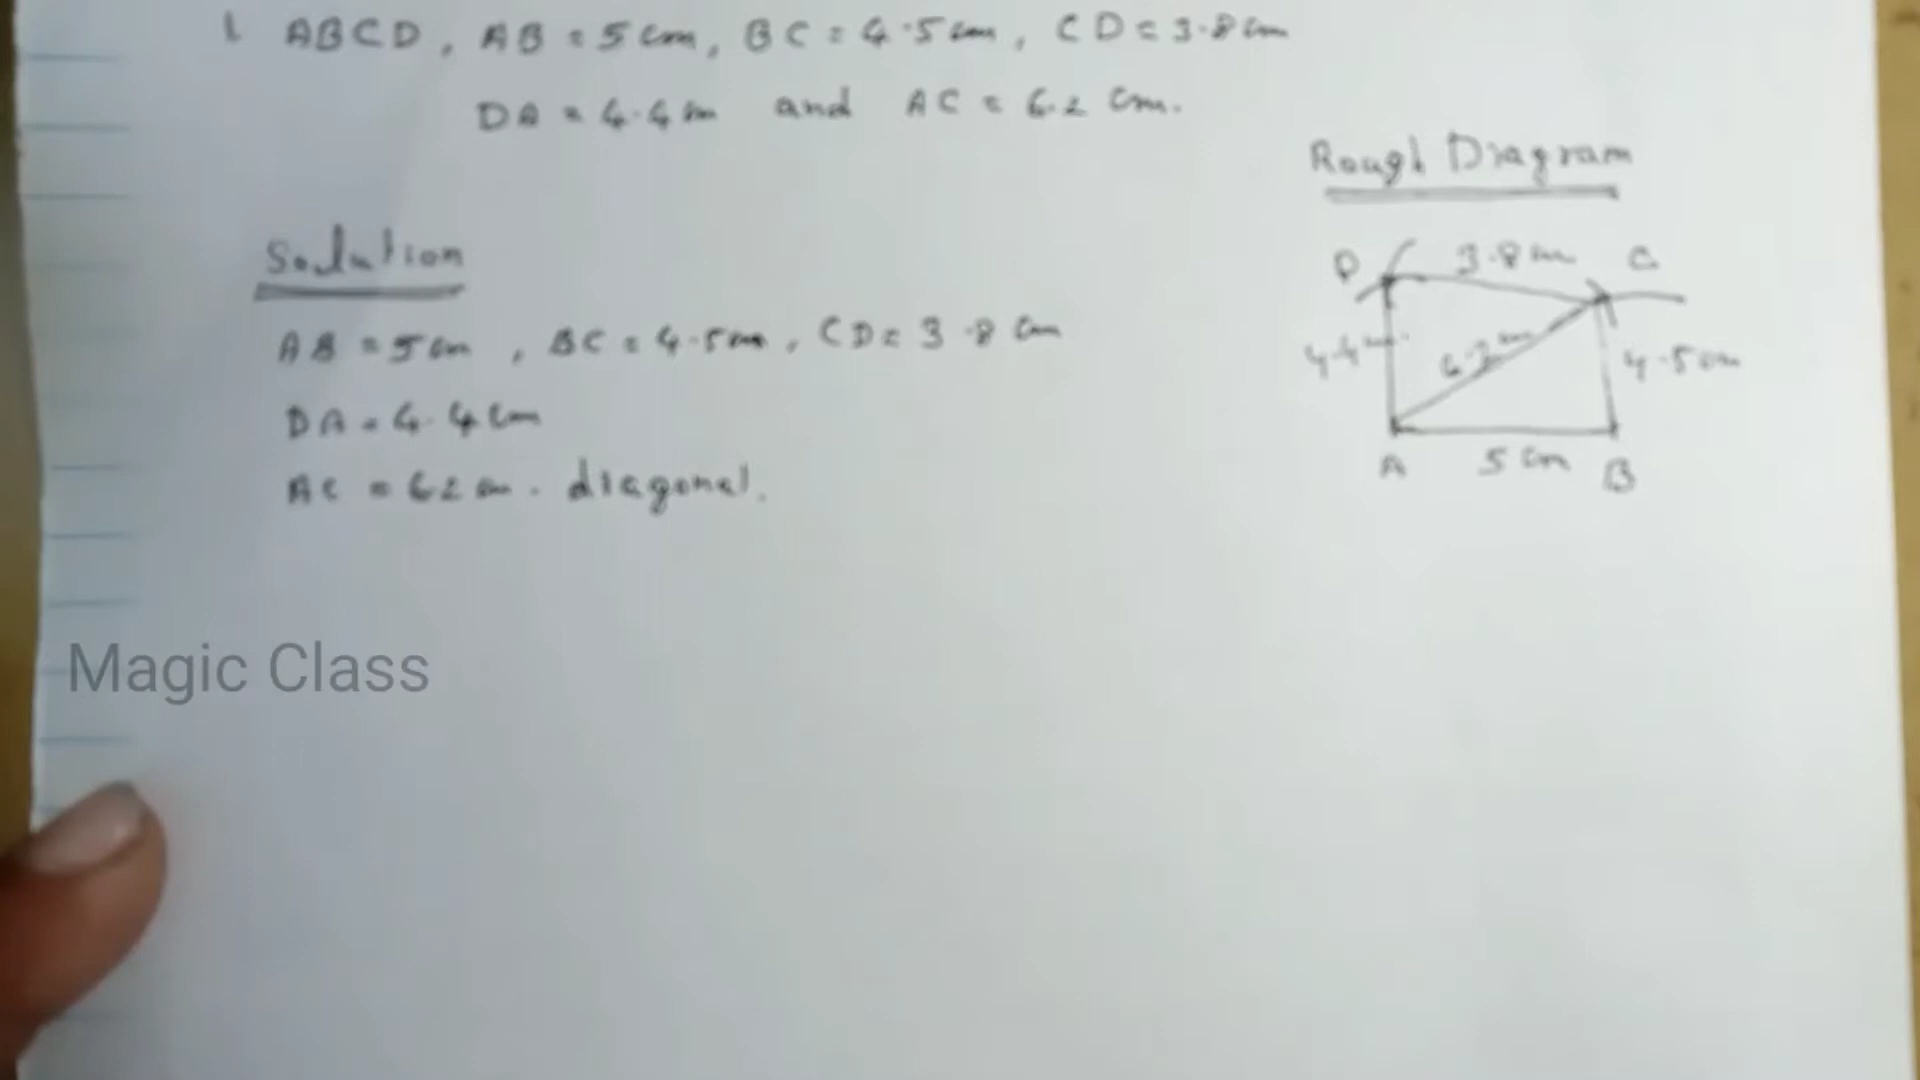 1 ABCD, AB = 5 cm, BC = 4.5 cm, CD = 3.8 cm
DA = 4.4 cm and AC = 6.2 cm.
Rough Diagram
Solution
D 3.8 cm C
AB = 5 cm, BC = 4.5 cm, CD = 3.8 cm
4.4 cm 6.2 cm 4.5 cm
DA = 4.4 cm
A 5 cm B
AC = 6.2 cm. diagonal.
Magic Class